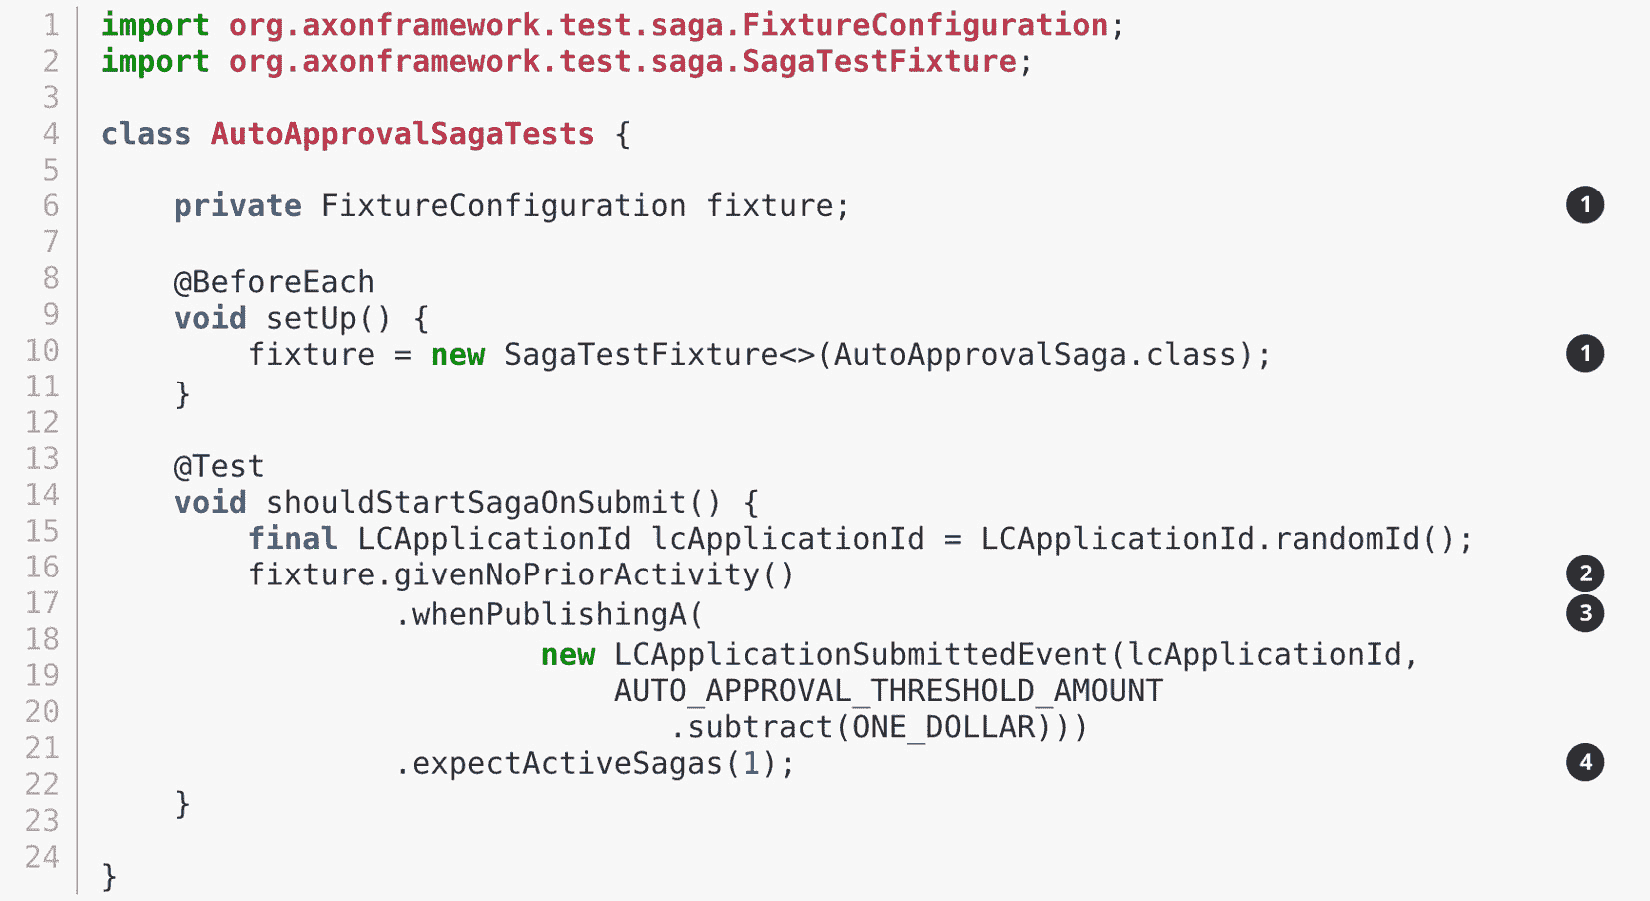 1 import org.axonframework.test.saga.FixtureConfiguration;
2 import org.axonframework.test.saga.SagaTestFixture;
3
4 class AutoApprovalSagaTests {
5
6 private FixtureConfiguration fixture; 1
7
8 @BeforeEach
9 void setUp() {
10 fixture = new SagaTestFixture<>(AutoApprovalSaga.class); 1
11 }
12
13 @Test
14 void shouldStartSagaOnSubmit() {
15 final LCApplicationId lcApplicationId = LCApplicationId.randomId();
16 fixture.givenNoPriorActivity() 2
17 .whenPublishingA( 3
18 new LCApplicationSubmittedEvent(lcApplicationId,
19 AUTO_APPROVAL_THRESHOLD_AMOUNT
20 .subtract(ONE_DOLLAR)))
21 .expectActiveSagas(1); 4
22 }
23
24 }